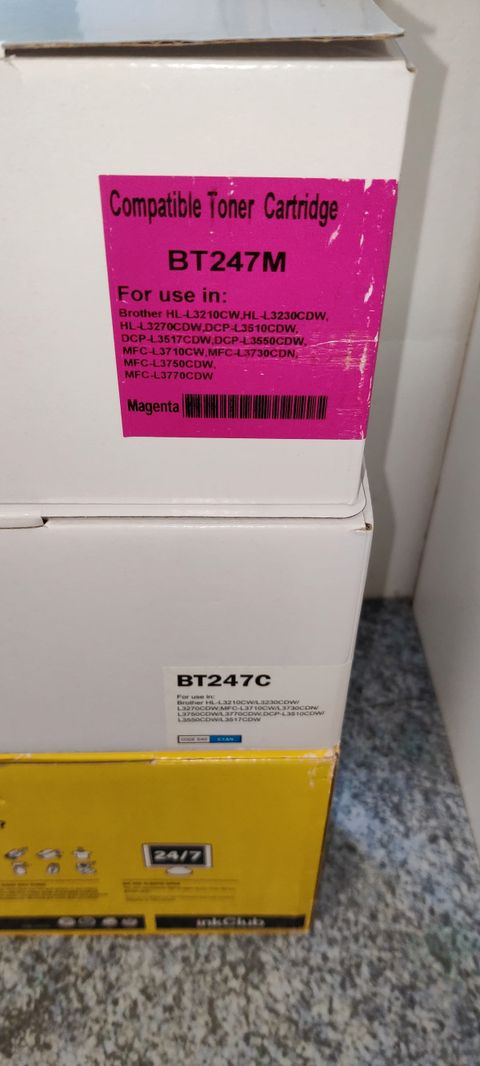 Compatible Toner Cartridge
BT247M
For use in:
Brother HL-L3210CW,HL-L3230CDW,
HL-L3270CDW,DCP-L3510CDW,
DCP-L3517CDW,DCP-L3550CDW,
MFC-L3710CW,MFC-L3730CDN,
MFC-L3750CDW,
MFC-L3770CDW
Magenta
BT247C
For use in:
Brother HL-L3210CW/L3230CDW/
L3270CDW;MFC-L3710CW/L3730CDN/
L3750CDW/L3770CDW;DCP-L3510CDW/
L3550CDW/L3517CDW
CYAN
24/7
inkClub